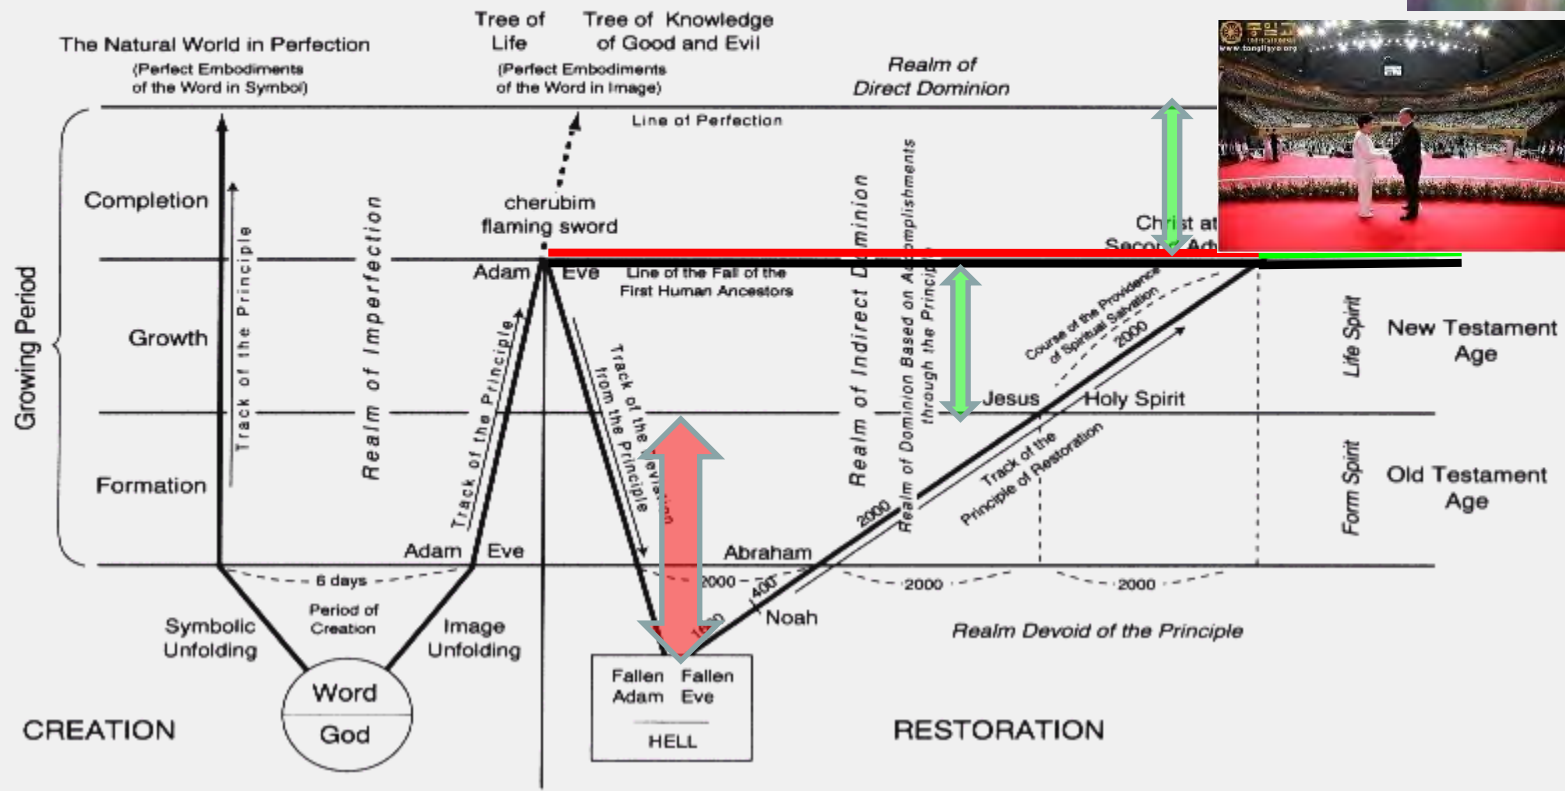 The Natural World in Perfection
(Perfect Embodiments
of the Word in Symbol)
Tree of
Life
Tree of Knowledge
of Good and Evil
(Perfect Embodiments
of the Word in Image)
Realm of
Direct Dominion
통일교
www.tongilgyo.org
Line of Perfection
Growing Period
Completion
Growth
Formation
Track of the Principle
Realm of Imperfection
cherubim
flaming sword
Adam
Eve
Line of the Fall of the
First Human Ancestors
Track of the Principle
Track of the
from the Principle
Realm of Indirect Dominion
Realm of Dominion Based on Accomplishments
through the Principle
Christ at
Second
Course of the Providence
of Spiritual Salvation
2000
Jesus
Holy Spirit
Track of the
Principle of Restoration
2000
Life Spirit
New Testament
Age
Form Spirit
Old Testament
Age
Adam
Eve
Abraham
6 days
2000
2000
2000
Period of
Creation
Symbolic
Unfolding
Image
Unfolding
400
Noah
Realm Devoid of the Principle
Word
God
Fallen Fallen
Adam Eve
HELL
CREATION
RESTORATION